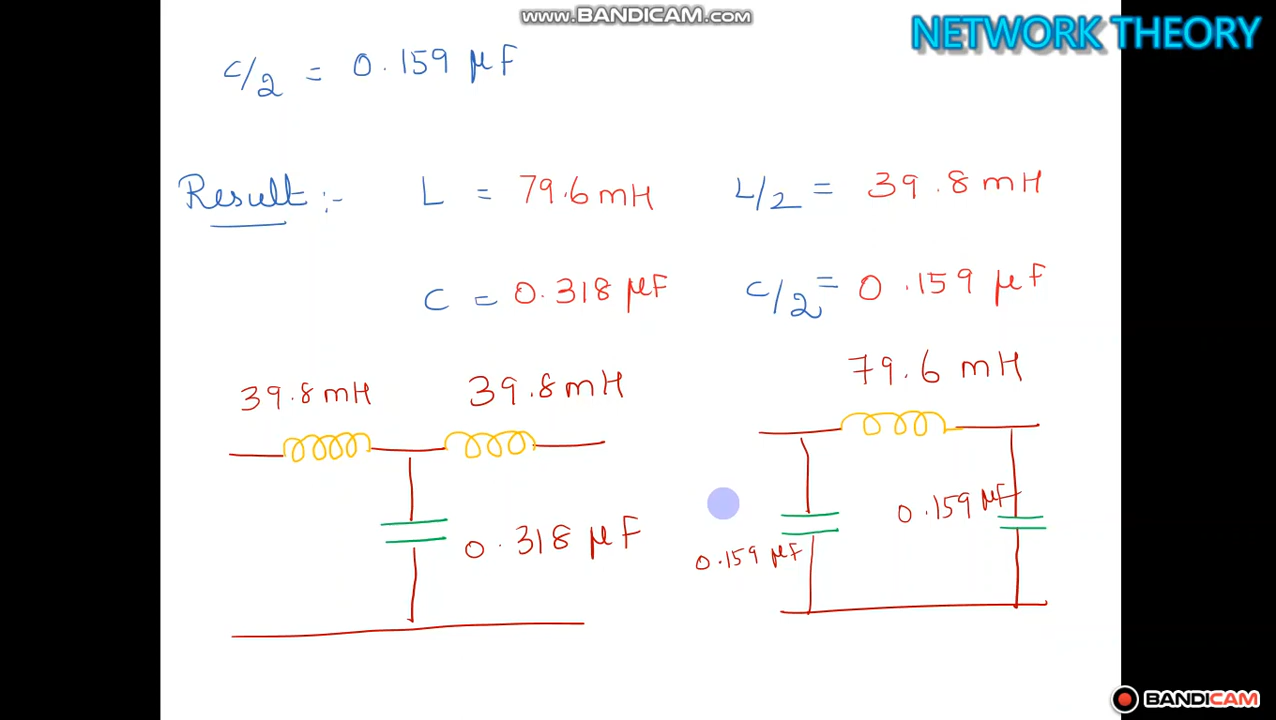 www.BANDICAM.com
NETWORK THEORY
c/2 = 0.159 μF
Result :- L = 79.6 mH L/2 = 39.8 mH
C = 0.318 μF c/2 = 0.159 μF
39.8 mH 39.8 mH 79.6 mH
0.318 μF 0.159 μF 0.159 μF
BANDICAM